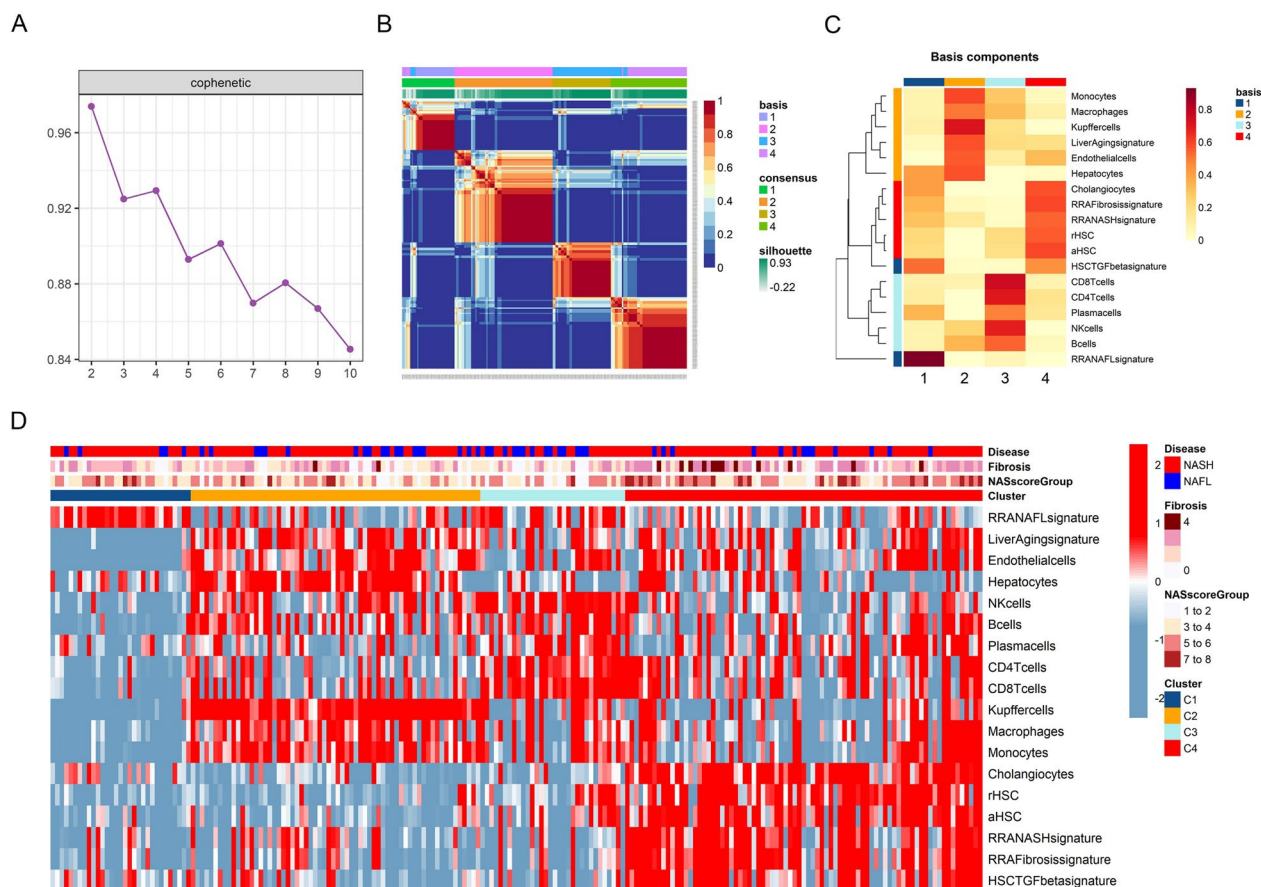 A
cophenetic
0.96
0.92
0.88
0.84
2 3 4 5 6 7 8 9 10
B
1
0.8
0.6
0.4
0.2
0
basis
1
2
3
4
consensus
1
2
3
4
silhouette
0.93
-0.22
C
Basis components
Monocytes
Macrophages
Kupffercells
LiverAgingsignature
Endothelialcells
Hepatocytes
Cholangiocytes
RRAFibrosissignature
RRANASHsignature
rHSC
aHSC
HSCTGFbetasignature
CD8Tcells
CD4Tcells
Plasmacells
NKcells
Bcells
RRANAFLsignature
1 2 3 4
0.8
0.6
0.4
0.2
0.0
basis
1
2
3
4
D
Disease
Fibrosis
NASscoreGroup
Cluster
RRANAFLsignature
LiverAgingsignature
Endothelialcells
Hepatocytes
NKcells
Bcells
Plasmacells
CD4Tcells
CD8Tcells
Kupffercells
Macrophages
Monocytes
Cholangiocytes
rHSC
aHSC
RRANASHsignature
RRAFibrosissignature
HSCTGFbetasignature
2
1
0
-1
-2
Disease
NASH
NAFL
Fibrosis
4
0
NASscoreGroup
1 to 2
3 to 4
5 to 6
7 to 8
Cluster
C1
C2
C3
C4